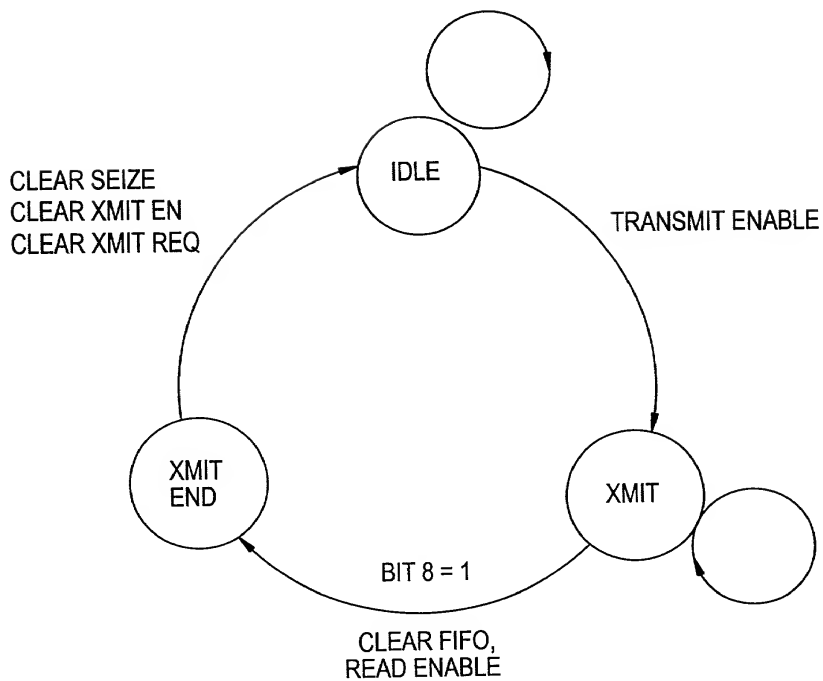 IDLE
CLEAR SEIZE
CLEAR XMIT EN
CLEAR XMIT REQ
TRANSMIT ENABLE
XMIT
END
XMIT
BIT 8 = 1
CLEAR FIFO,
READ ENABLE